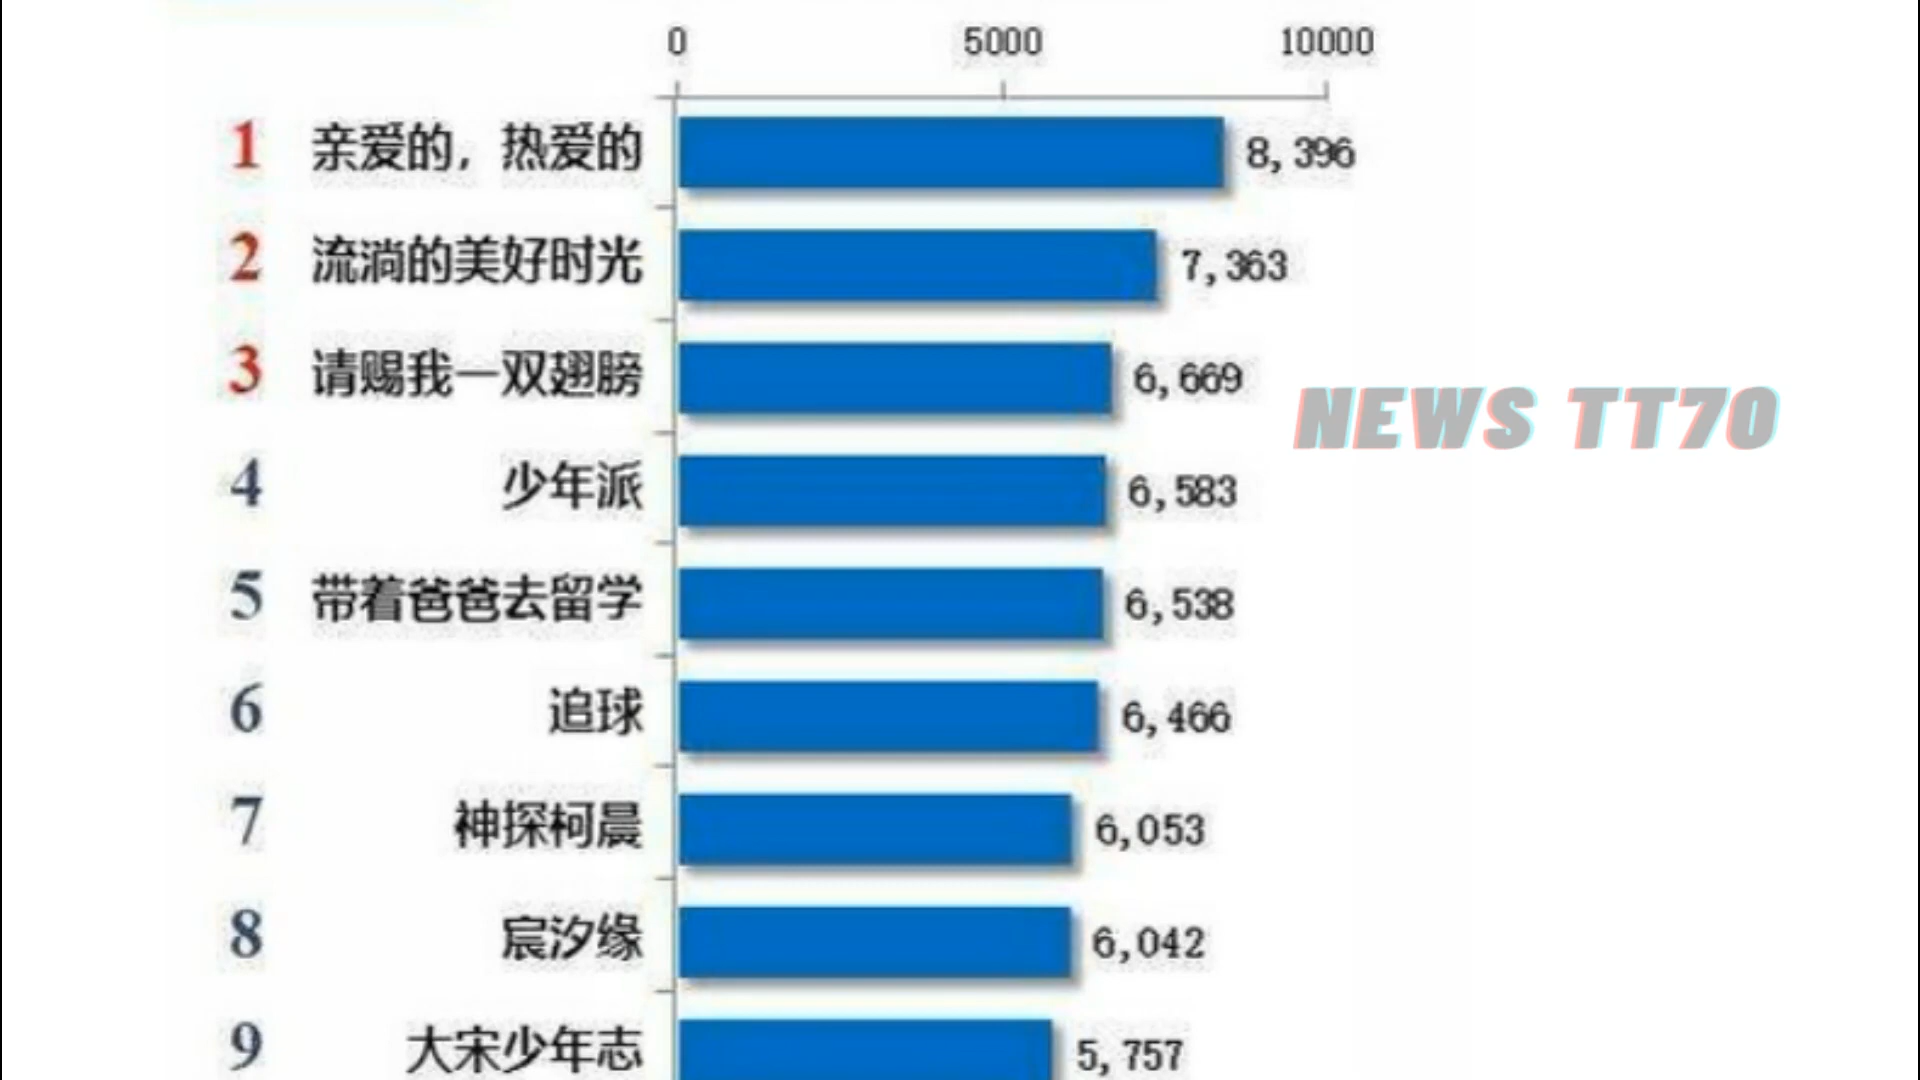 0 5000 10000
1 亲爱的，热爱的 8,396
2 流淌的美好时光 7,363
3 请赐我一双翅膀 6,669
NEWS TT70
4 少年派 6,583
5 带着爸爸去留学 6,538
6 追球 6,466
7 神探柯晨 6,053
8 宸汐缘 6,042
9 大宋少年志 5,757